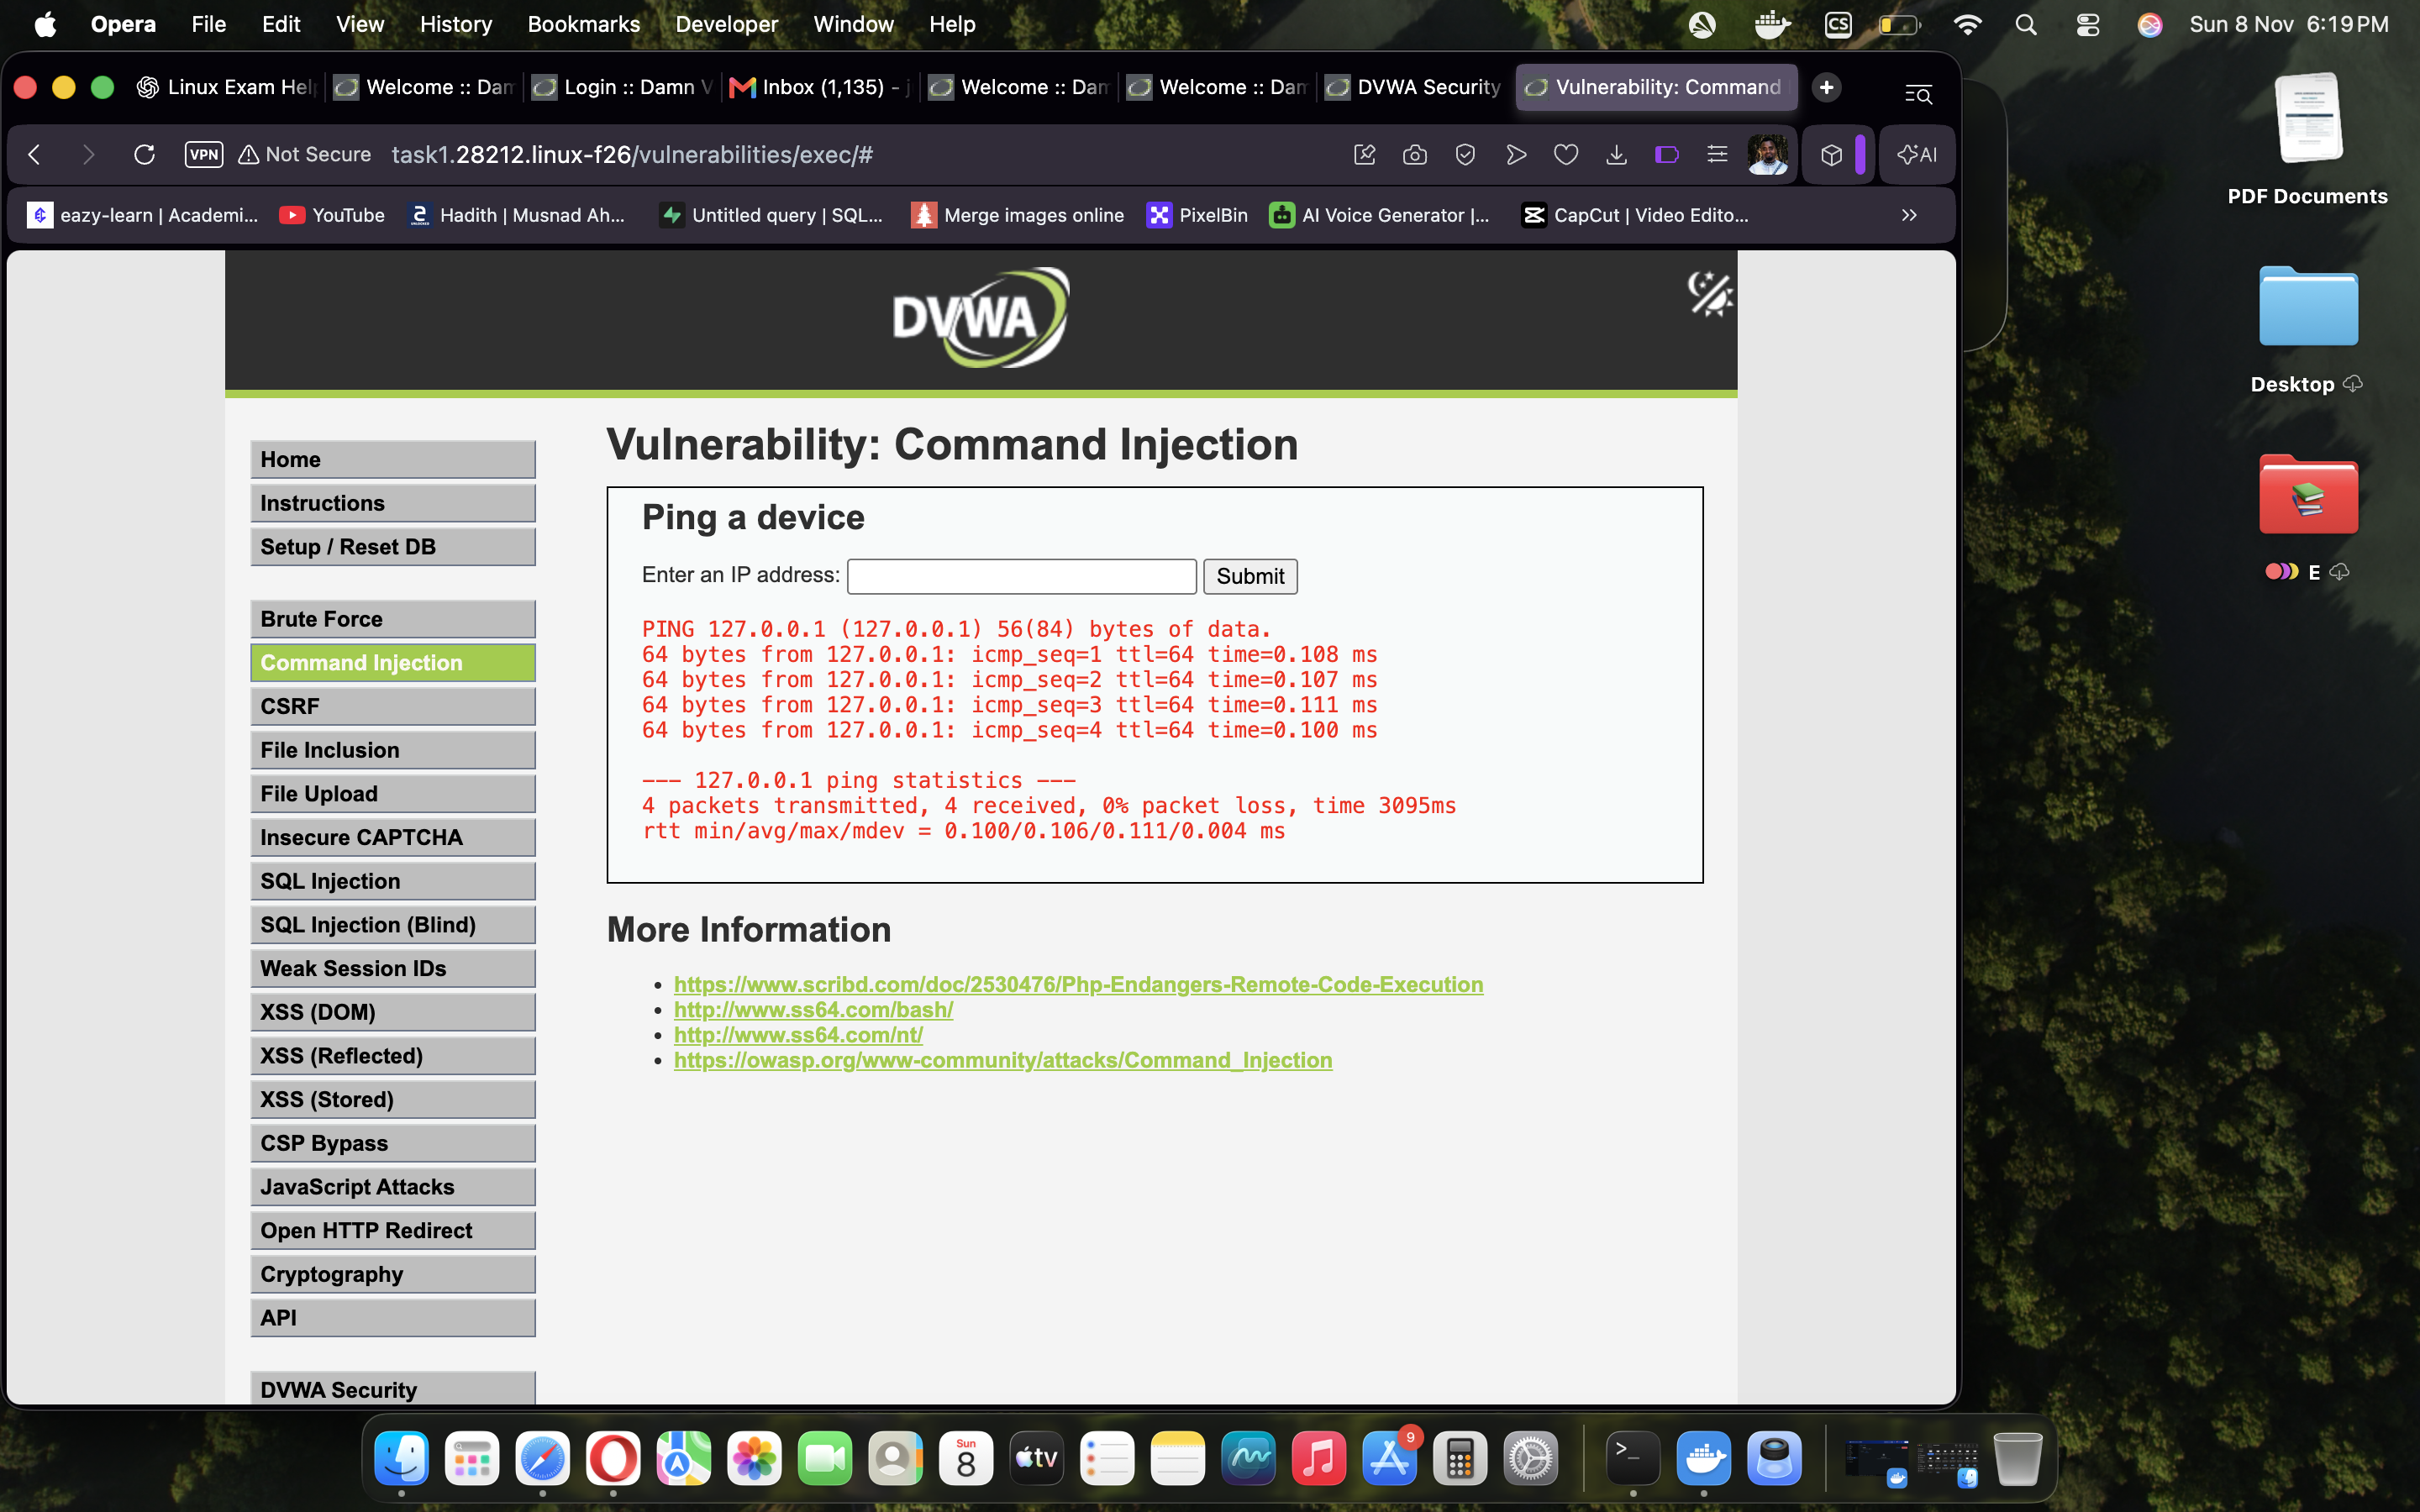 Opera File Edit View History Bookmarks Developer Window Help CS Sun 8 Nov 6:19 PM
Linux Exam Hel Welcome :: Dam Login :: Damn V Inbox (1,135) - j Welcome :: Dam Welcome :: Dam DVWA Security Vulnerability: Command
VPN Not Secure task1.28212.linux-f26/vulnerabilities/exec/# AI
eazy-learn | Academi... YouTube Hadith | Musnad Ah... Untitled query | SQL... Merge images online PixelBin AI Voice Generator |... CapCut | Video Edito...
PDF Documents
Desktop
E
DVWA
Home
Instructions
Setup / Reset DB
Brute Force
Command Injection
CSRF
File Inclusion
File Upload
Insecure CAPTCHA
SQL Injection
SQL Injection (Blind)
Weak Session IDs
XSS (DOM)
XSS (Reflected)
XSS (Stored)
CSP Bypass
JavaScript Attacks
Open HTTP Redirect
Cryptography
API
DVWA Security
Vulnerability: Command Injection
Ping a device
Enter an IP address: Submit
PING 127.0.0.1 (127.0.0.1) 56(84) bytes of data.
64 bytes from 127.0.0.1: icmp_seq=1 ttl=64 time=0.108 ms
64 bytes from 127.0.0.1: icmp_seq=2 ttl=64 time=0.107 ms
64 bytes from 127.0.0.1: icmp_seq=3 ttl=64 time=0.111 ms
64 bytes from 127.0.0.1: icmp_seq=4 ttl=64 time=0.100 ms
--- 127.0.0.1 ping statistics ---
4 packets transmitted, 4 received, 0% packet loss, time 3095ms
rtt min/avg/max/mdev = 0.100/0.106/0.111/0.004 ms
More Information
https://www.scribd.com/doc/2530476/Php-Endangers-Remote-Code-Execution
http://www.ss64.com/bash/
http://www.ss64.com/nt/
https://owasp.org/www-community/attacks/Command_Injection
Sun
8
tv
9